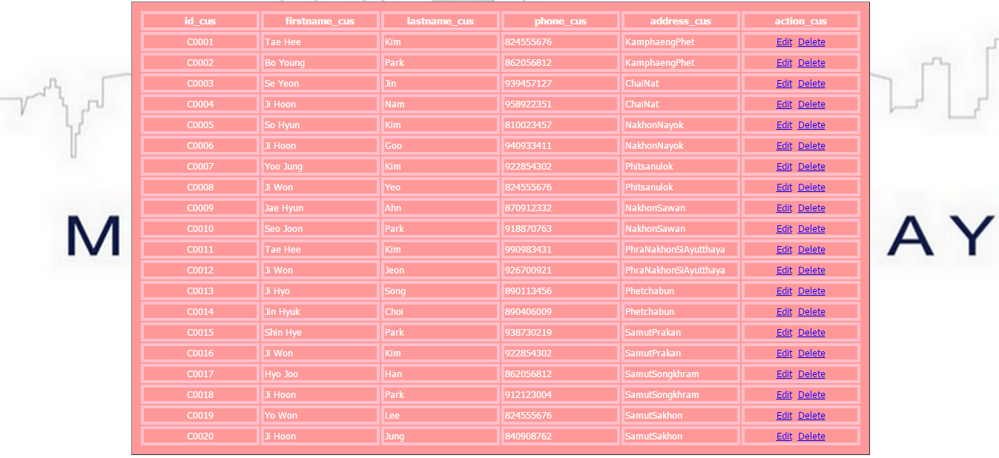 id_cus firstname_cus lastname_cus phone_cus address_cus action_cus
C0001 Tae Hee Kim 824555676 KamphaengPhet Edit Delete
C0002 Bo Young Park 862056812 KamphaengPhet Edit Delete
C0003 Se Yeon Jin 939457127 ChaiNat Edit Delete
C0004 Ji Hoon Nam 958922351 ChaiNat Edit Delete
C0005 So Hyun Kim 810023457 NakhonNayok Edit Delete
C0006 Ji Hoon Goo 940933411 NakhonNayok Edit Delete
C0007 Yoo Jung Kim 922854302 Phitsanulok Edit Delete
C0008 Ji Won Yeo 824555676 Phitsanulok Edit Delete
C0009 Jae Hyun Ahn 870912332 NakhonSawan Edit Delete
C0010 Seo Joon Park 918870763 NakhonSawan Edit Delete
C0011 Tae Hee Kim 990983431 PhraNakhonSiAyutthaya Edit Delete
C0012 Ji Won Jeon 926700921 PhraNakhonSiAyutthaya Edit Delete
C0013 Ji Hyo Song 890113456 Phetchabun Edit Delete
C0014 Jin Hyuk Choi 890406009 Phetchabun Edit Delete
C0015 Shin Hye Park 938730219 SamutPrakan Edit Delete
C0016 Ji Won Kim 922854302 SamutPrakan Edit Delete
C0017 Hyo Joo Han 862056812 SamutSongkhram Edit Delete
C0018 Ji Hoon Park 912123004 SamutSongkhram Edit Delete
C0019 Yo Won Lee 824555676 SamutSakhon Edit Delete
C0020 Ji Hoon Jung 840908762 SamutSakhon Edit Delete
M AY